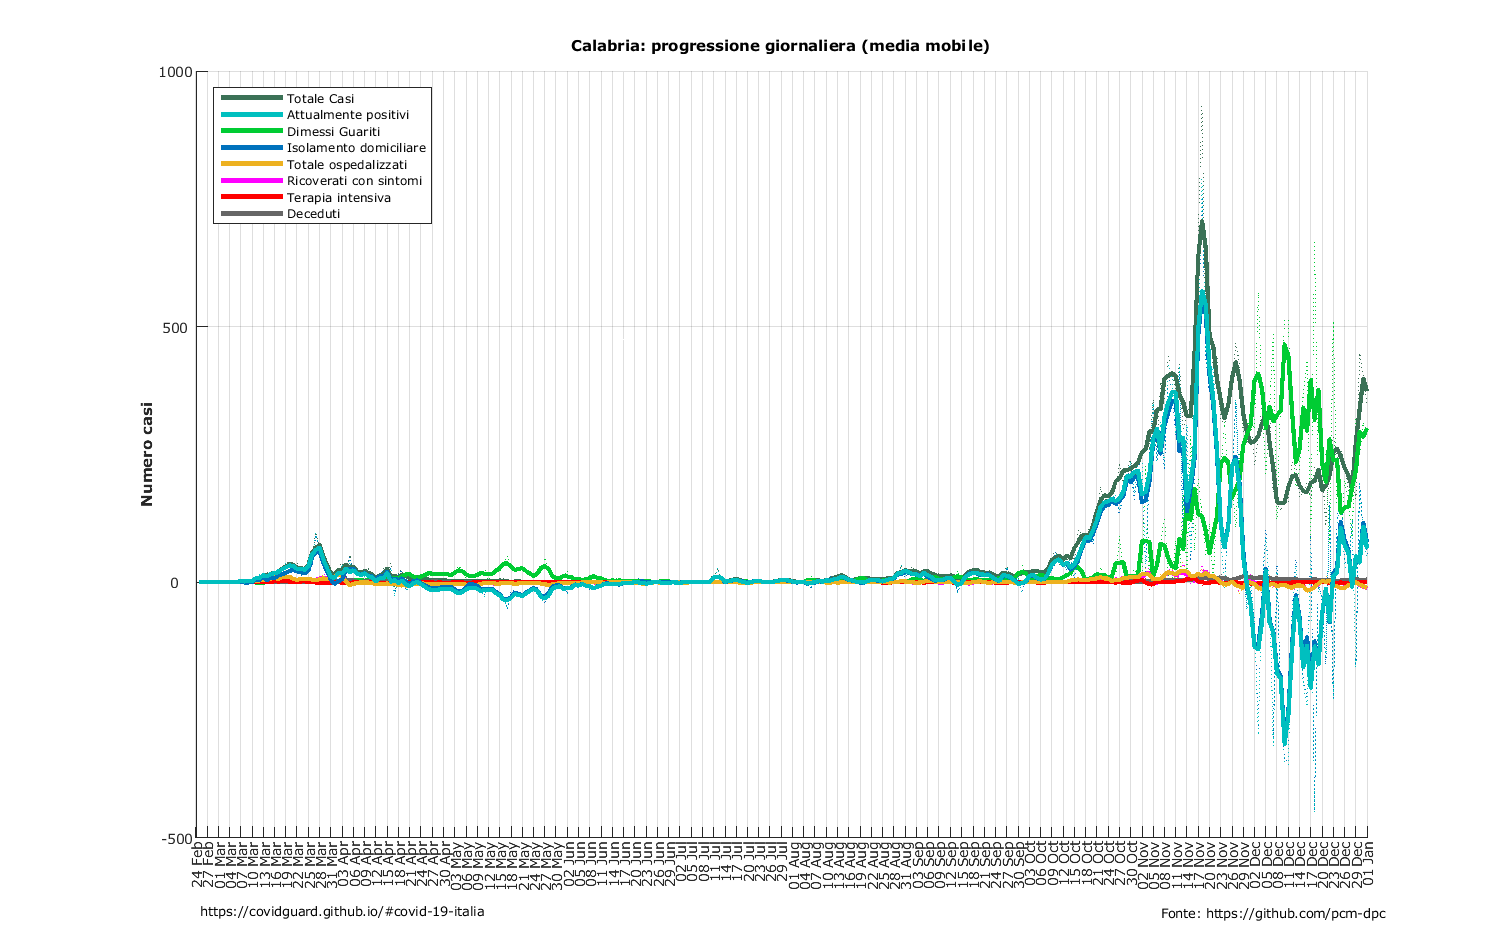 Calabria: progressione giornaliera (media mobile)
Numero casi
1000
500
0
-500
Totale Casi
Attualmente positivi
Dimessi Guariti
Isolamento domiciliare
Totale ospedalizzati
Ricoverati con sintomi
Terapia intensiva
Deceduti
24 Feb
27 Feb
01 Mar
04 Mar
07 Mar
10 Mar
13 Mar
16 Mar
19 Mar
22 Mar
25 Mar
28 Mar
31 Mar
03 Apr
06 Apr
09 Apr
12 Apr
15 Apr
18 Apr
21 Apr
24 Apr
27 Apr
30 Apr
03 May
06 May
09 May
12 May
15 May
18 May
21 May
24 May
27 May
30 May
02 Jun
05 Jun
08 Jun
11 Jun
14 Jun
17 Jun
20 Jun
23 Jun
26 Jun
29 Jun
02 Jul
05 Jul
08 Jul
11 Jul
14 Jul
17 Jul
20 Jul
23 Jul
26 Jul
29 Jul
01 Aug
04 Aug
07 Aug
10 Aug
13 Aug
16 Aug
19 Aug
22 Aug
25 Aug
28 Aug
31 Aug
03 Sep
06 Sep
09 Sep
12 Sep
15 Sep
18 Sep
21 Sep
24 Sep
27 Sep
30 Sep
03 Oct
06 Oct
09 Oct
12 Oct
15 Oct
18 Oct
21 Oct
24 Oct
27 Oct
30 Oct
02 Nov
05 Nov
08 Nov
11 Nov
14 Nov
17 Nov
20 Nov
23 Nov
26 Nov
29 Nov
02 Dec
05 Dec
08 Dec
11 Dec
14 Dec
17 Dec
20 Dec
23 Dec
26 Dec
29 Dec
01 Jan
https://covidguard.github.io/#covid-19-italia
Fonte: https://github.com/pcm-dpc